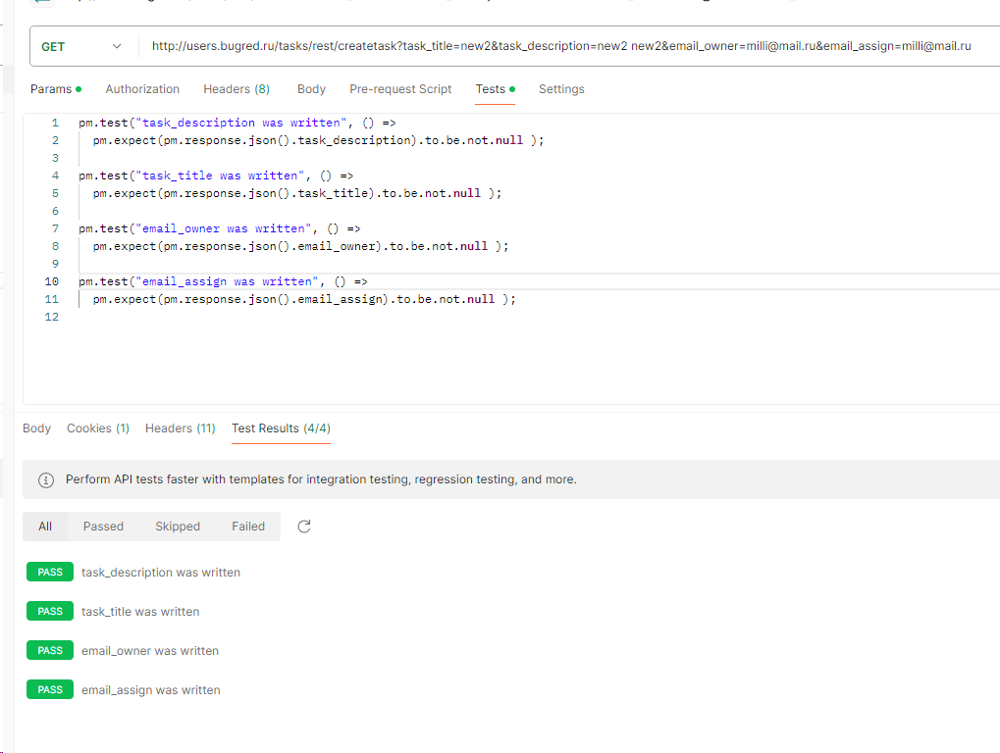 GET http://users.bugred.ru/tasks/rest/createtask?task_title=new2&task_description=new2 new2&email_owner=milli@mail.ru&email_assign=milli@mail.ru
Params Authorization Headers (8) Body Pre-request Script Tests Settings
1 pm.test("task_description was written", () =>
2 pm.expect(pm.response.json().task_description).to.be.not.null );
3
4 pm.test("task_title was written", () =>
5 pm.expect(pm.response.json().task_title).to.be.not.null );
6
7 pm.test("email_owner was written", () =>
8 pm.expect(pm.response.json().email_owner).to.be.not.null );
9
10 pm.test("email_assign was written", () =>
11 pm.expect(pm.response.json().email_assign).to.be.not.null );
12
Body Cookies (1) Headers (11) Test Results (4/4)
Perform API tests faster with templates for integration testing, regression testing, and more.
All Passed Skipped Failed
PASS task_description was written
PASS task_title was written
PASS email_owner was written
PASS email_assign was written